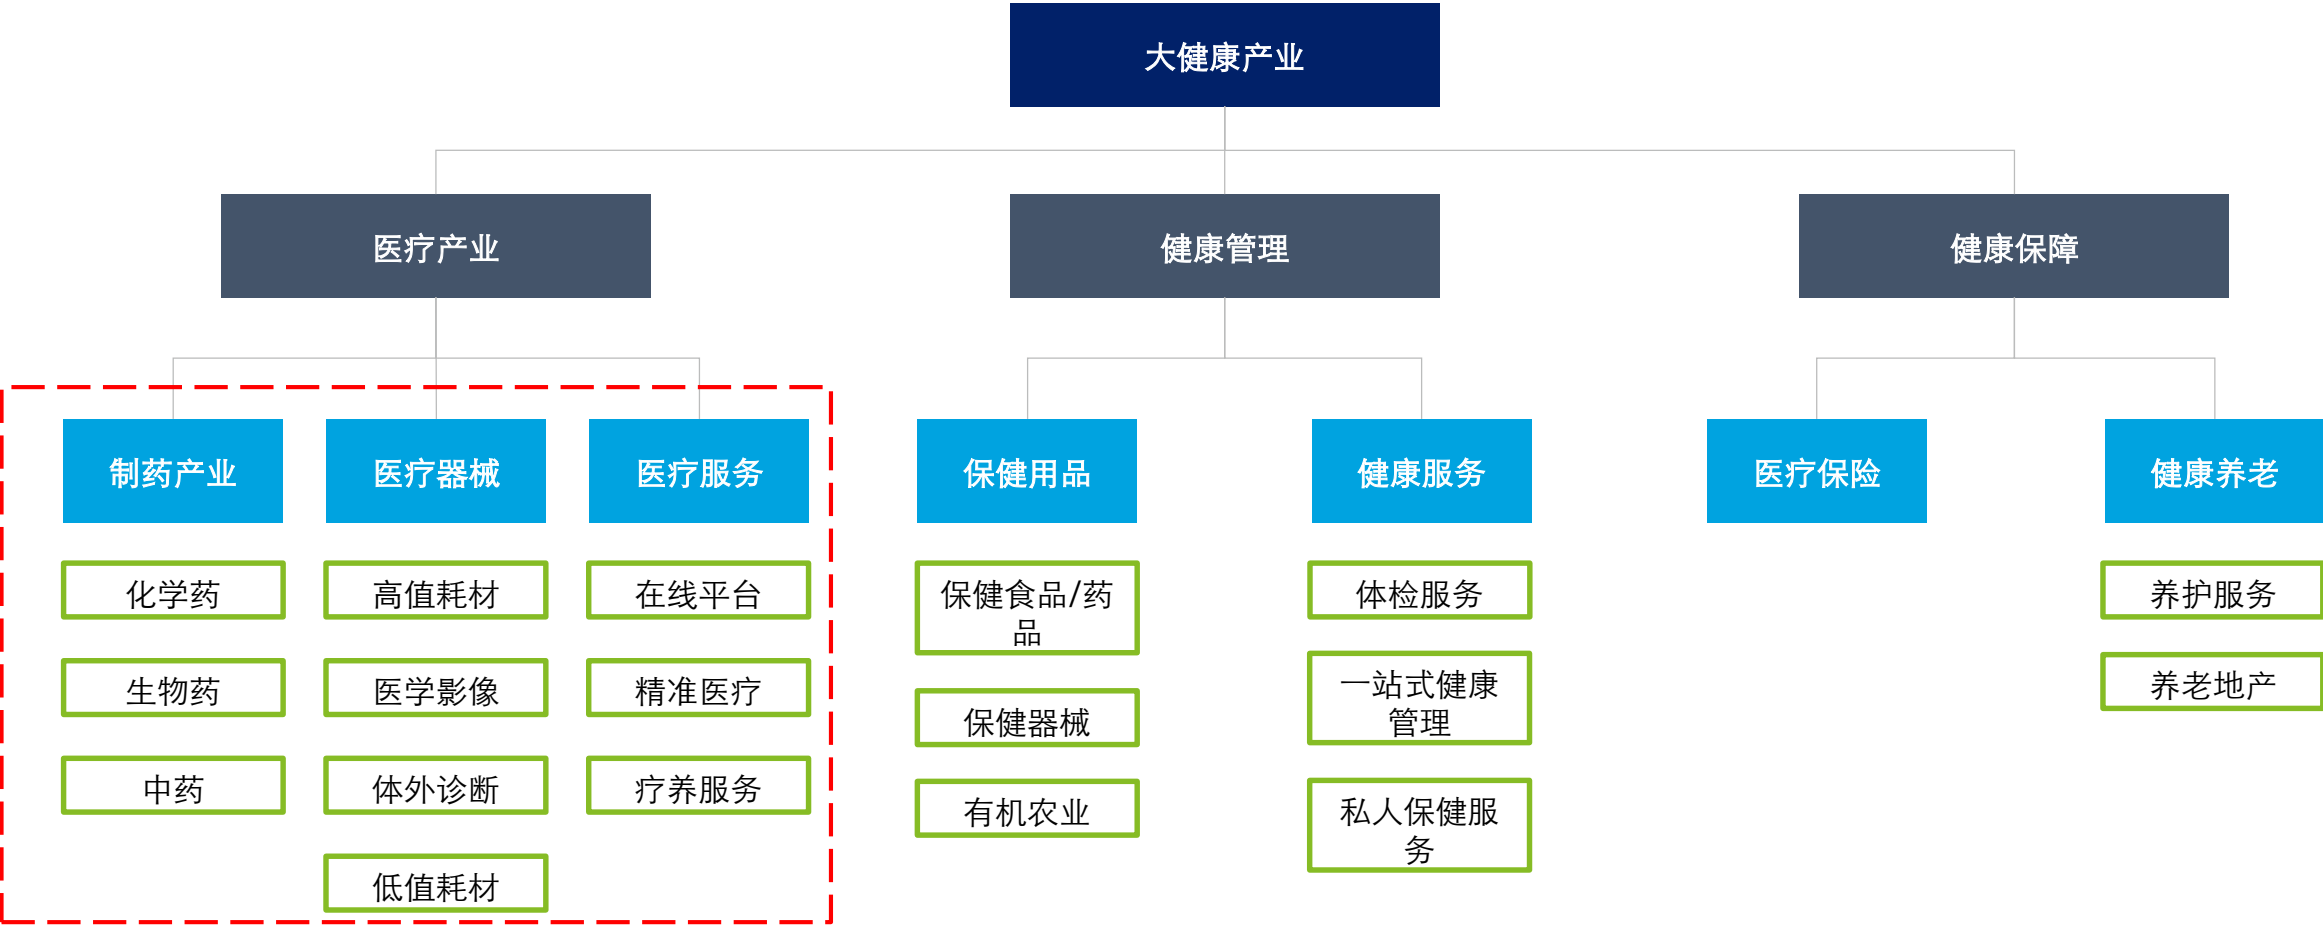 大健康产业
医疗产业
健康管理
健康保障
制药产业
医疗器械
医疗服务
保健用品
健康服务
医疗保险
健康养老
化学药
高值耗材
在线平台
保健食品/药
品
体检服务
养护服务
生物药
医学影像
精准医疗
保健器械
一站式健康
管理
养老地产
中药
体外诊断
疗养服务
有机农业
私人保健服
务
低值耗材